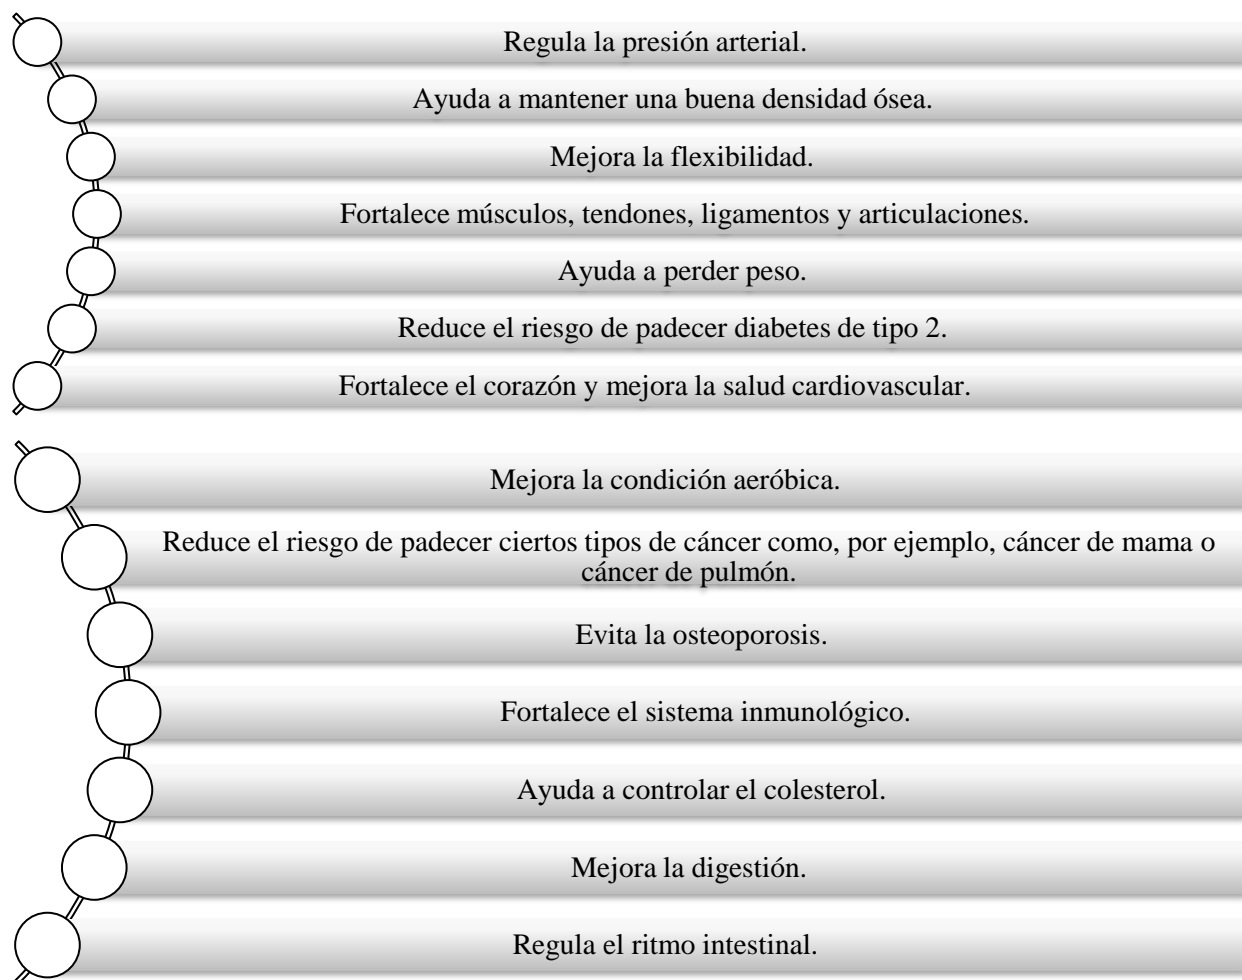 Regula la presión arterial.
Ayuda a mantener una buena densidad ósea.
Mejora la flexibilidad.
Fortalece músculos, tendones, ligamentos y articulaciones.
Ayuda a perder peso.
Reduce el riesgo de padecer diabetes de tipo 2.
Fortalece el corazón y mejora la salud cardiovascular.
Mejora la condición aeróbica.
Reduce el riesgo de padecer ciertos tipos de cáncer como, por ejemplo, cáncer de mama o
cáncer de pulmón.
Evita la osteoporosis.
Fortalece el sistema inmunológico.
Ayuda a controlar el colesterol.
Mejora la digestión.
Regula el ritmo intestinal.